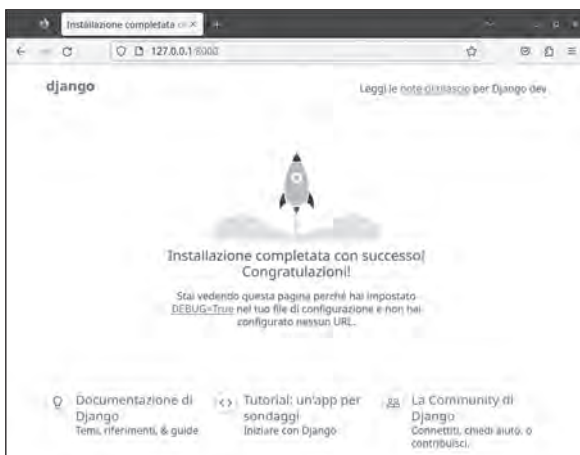 Installazione completata
127.0.0.1:8000
django
Leggi le note di rilascio per Django dev
Installazione completata con successo!
Congratulazioni!
Stai vedendo questa pagina perché hai impostato
DEBUG=True nel tuo file di configurazione e non hai
configurato nessun URL.
Documentazione di
Django
Temi, riferimenti, & guide
Tutorial: un'app per
sondaggi
Iniziare con Django
La Community di
Django
Connettiti, chiedi aiuto, o
contribuisci.